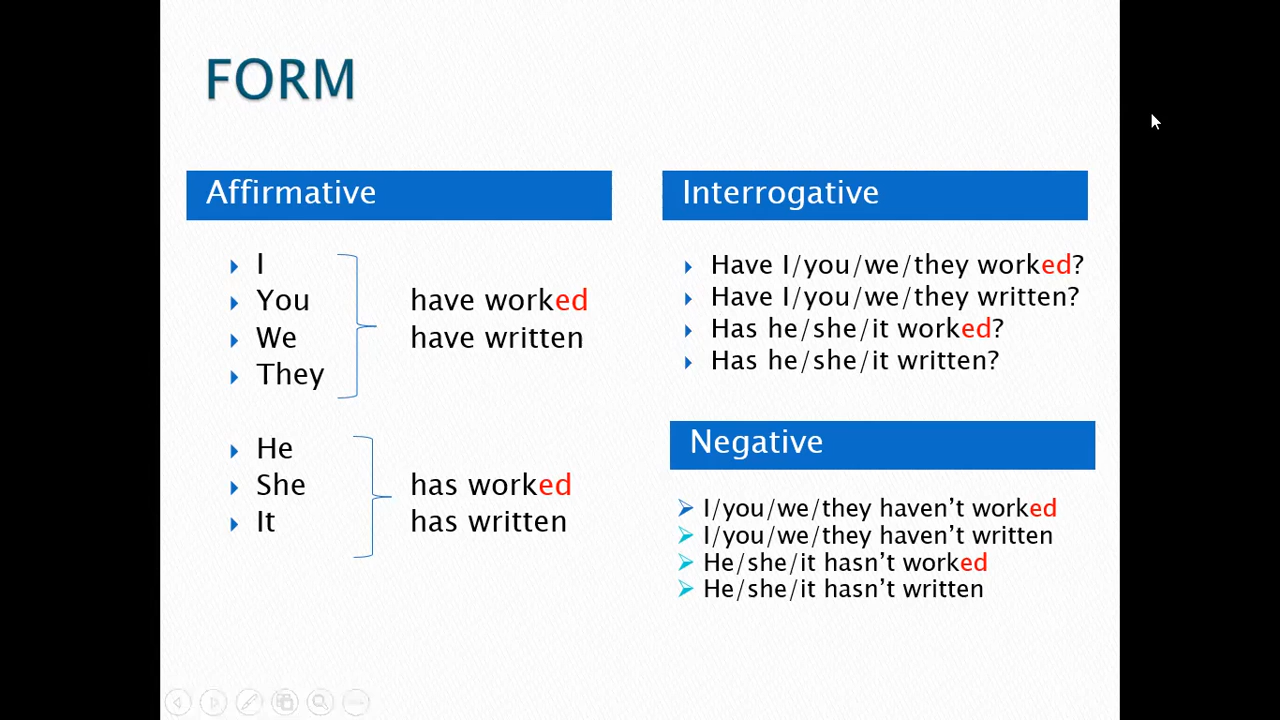 FORM
Affirmative
I
You
We
They
have worked
have written
He
She
It
has worked
has written
Interrogative
Have I/you/we/they worked?
Have I/you/we/they written?
Has he/she/it worked?
Has he/she/it written?
Negative
I/you/we/they haven’t worked
I/you/we/they haven’t written
He/she/it hasn’t worked
He/she/it hasn’t written